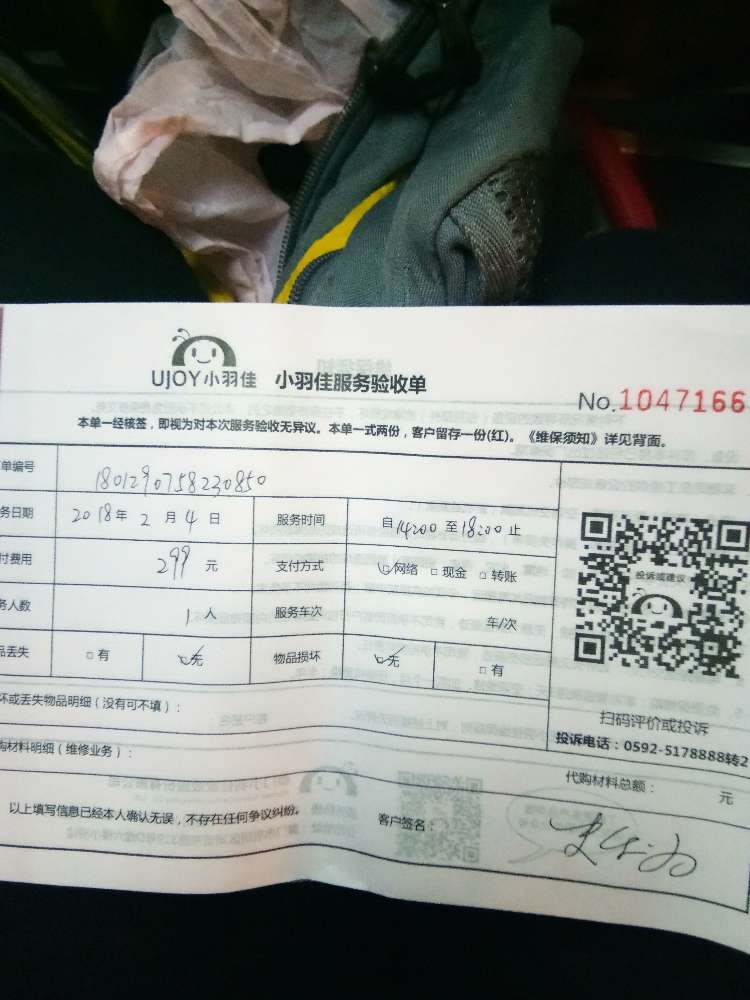 UJOY小羽佳 小羽佳服务验收单
No.1047166
本单一经核签，即视为对本次服务验收无异议。本单一式两份，客户留存一份(红)。《维保须知》详见背面。
单编号 1801290758230850
务日期 2018年2月4日 服务时间 自14:00至18:00止
付费用 299元 支付方式 网络 现金 转账
投诉或建议
务人数 1人 服务车次 车/次
品丢失 有 无 物品损坏 无 有
坏或丢失物品明细（没有可不填）：
扫码评价或投诉
投诉电话：0592-5178888转2
购材料明细（维修业务）：
代购材料总额： 元
以上填写信息已经本人确认无误，不存在任何争议纠纷。 客户签名：